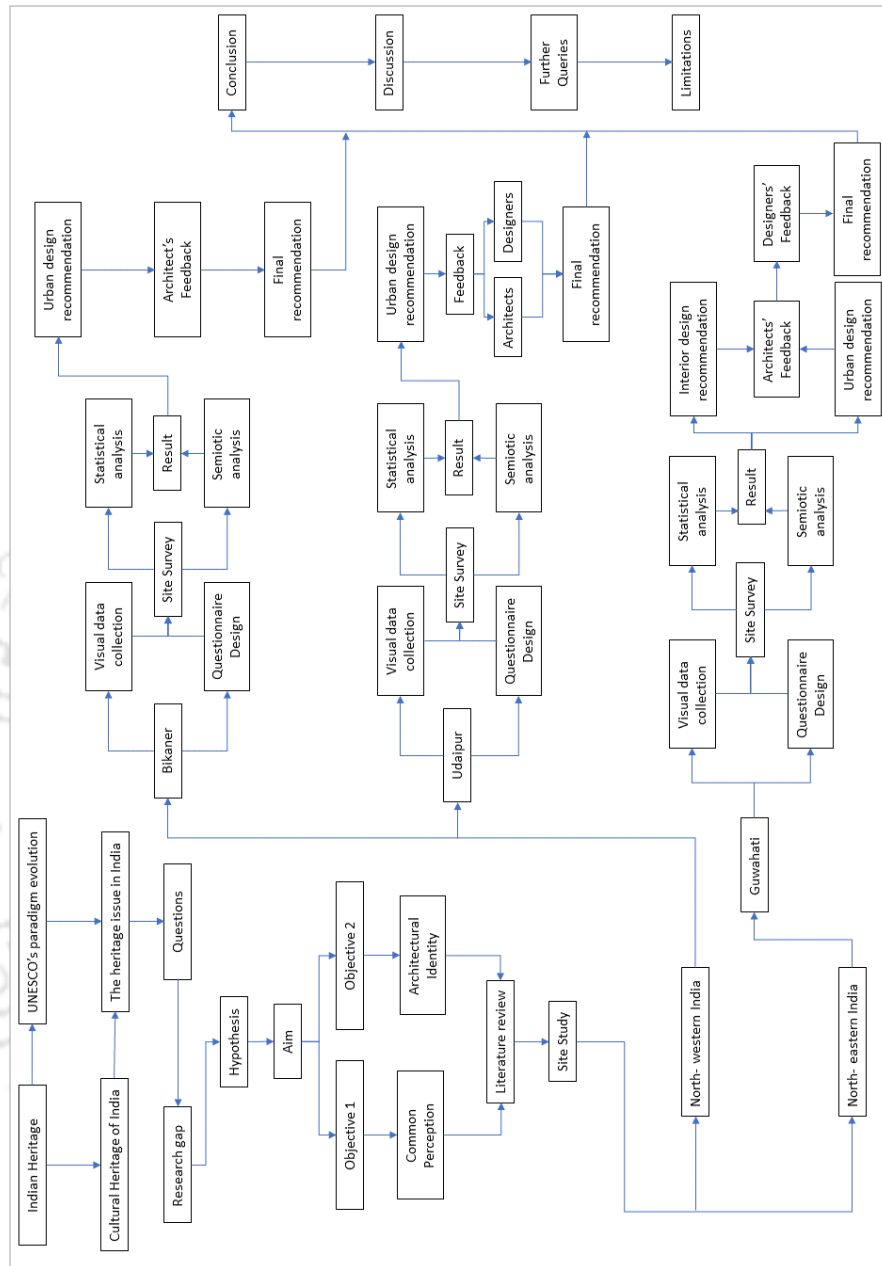 Indian Heritage
UNESCO's paradigm evolution
Cultural Heritage of India
The heritage issue in India
Research gap
Questions
Hypothesis
Aim
Objective 1
Objective 2
Common
Perception
Architectural
Identity
Literature review
Site Study
North- western India
North- eastern India
Bikaner
Visual data
collection
Questionnaire
Design
Site Survey
Statistical
analysis
Semiotic
analysis
Result
Urban design
recommendation
Architect's
Feedback
Final
recommendation
Udaipur
Visual data
collection
Questionnaire
Design
Site Survey
Statistical
analysis
Semiotic
analysis
Result
Urban design
recommendation
Feedback
Architects
Designers
Final
recommendation
Guwahati
Visual data
collection
Questionnaire
Design
Site Survey
Statistical
analysis
Semiotic
analysis
Result
Interior design
recommendation
Urban design
recommendation
Architects'
Feedback
Designers'
Feedback
Final
recommendation
Conclusion
Discussion
Further
Queries
Limitations